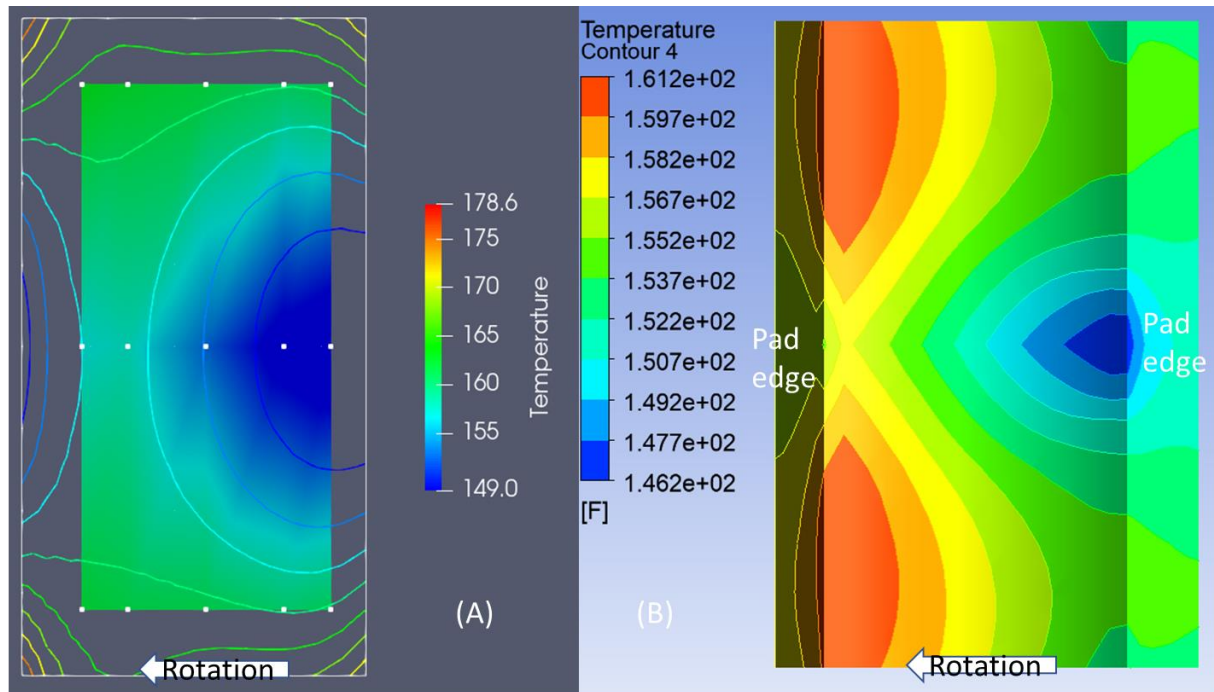 178.6
175
170
165
160
155
149.0
Temperature
(A)
Rotation
Temperature
Contour 4
1.612e+02
1.597e+02
1.582e+02
1.567e+02
1.552e+02
1.537e+02
1.522e+02
1.507e+02
1.492e+02
1.477e+02
1.462e+02
[F]
(B)
Pad
edge
Pad
edge
Rotation